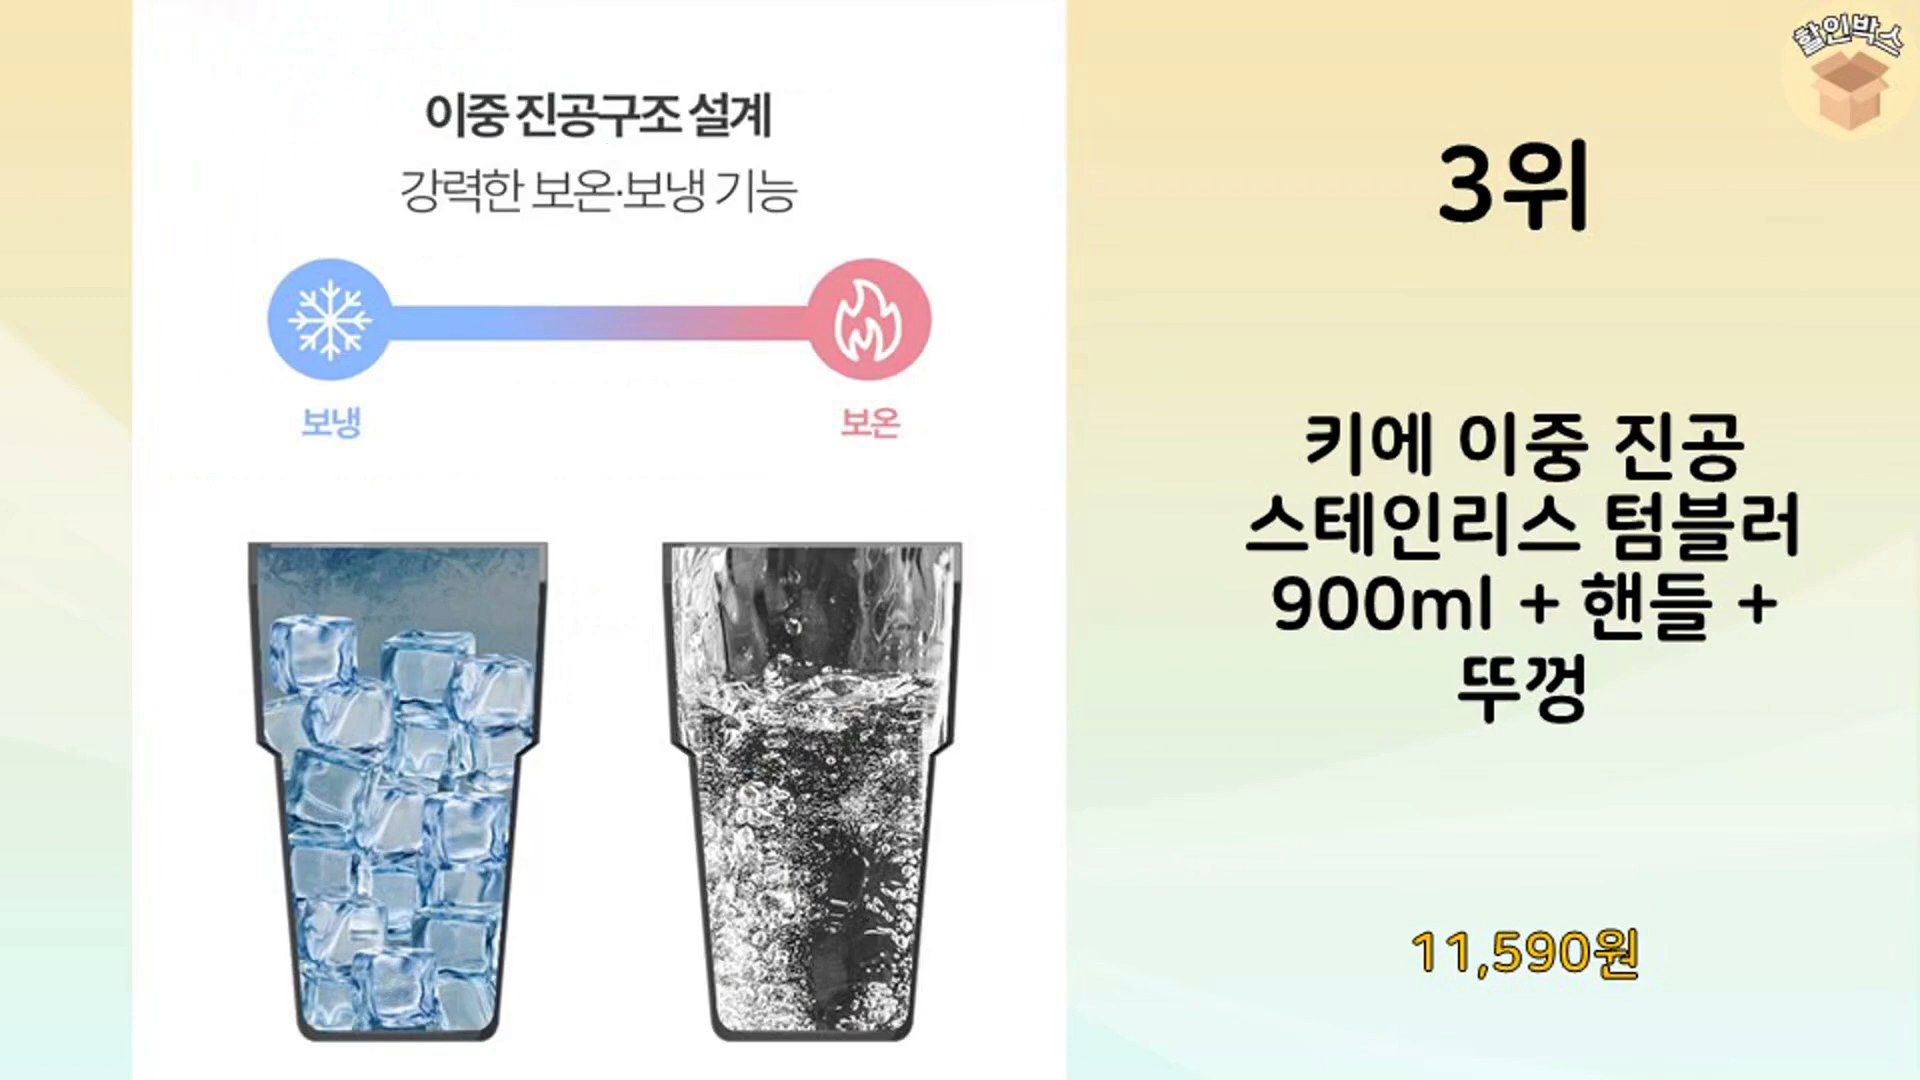 이중 진공구조 설계
강력한 보온·보냉 기능
보냉
보온
할인박스
3위
키에 이중 진공
스테인리스 텀블러
900ml + 핸들 +
뚜껑
11,590원